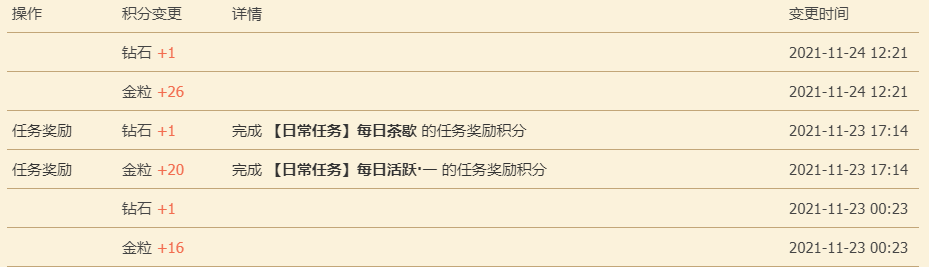 操作 积分变更 详情 变更时间
钻石 +1 2021-11-24 12:21
金粒 +26 2021-11-24 12:21
任务奖励 钻石 +1 完成 【日常任务】每日茶歇 的任务奖励积分 2021-11-23 17:14
任务奖励 金粒 +20 完成 【日常任务】每日活跃·一 的任务奖励积分 2021-11-23 17:14
钻石 +1 2021-11-23 00:23
金粒 +16 2021-11-23 00:23